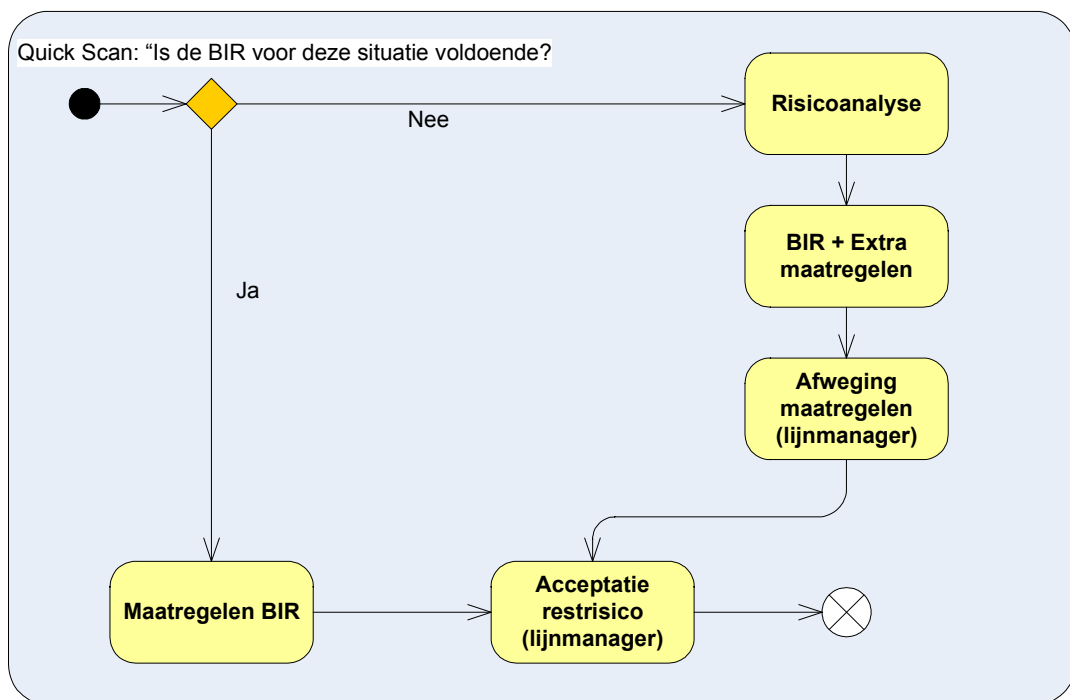 Quick Scan: “Is de BIR voor deze situatie voldoende?
Nee
Risicoanalyse
BIR + Extra
maatregelen
Ja
Afweging
maatregelen
(lijnmanager)
Maatregelen BIR
Acceptatie
restrisico
(lijnmanager)